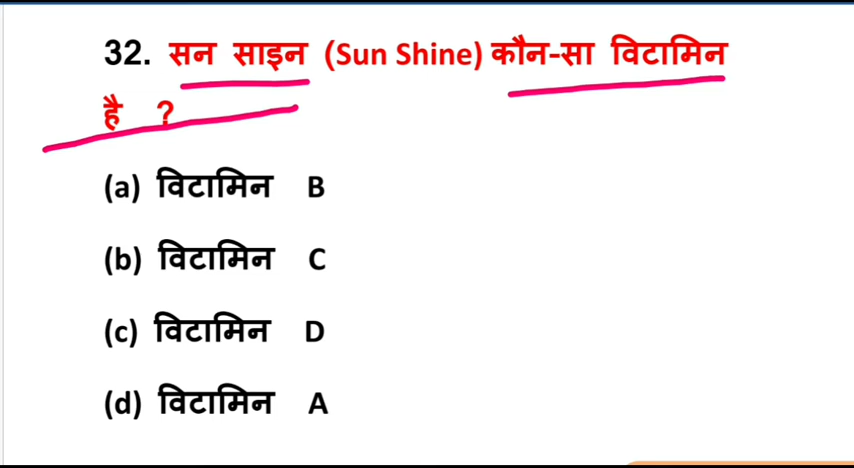 32. सन साइन (Sun Shine) कौन-सा विटामिन
है ?
(a) विटामिन B
(b) विटामिन C
(c) विटामिन D
(d) विटामिन A